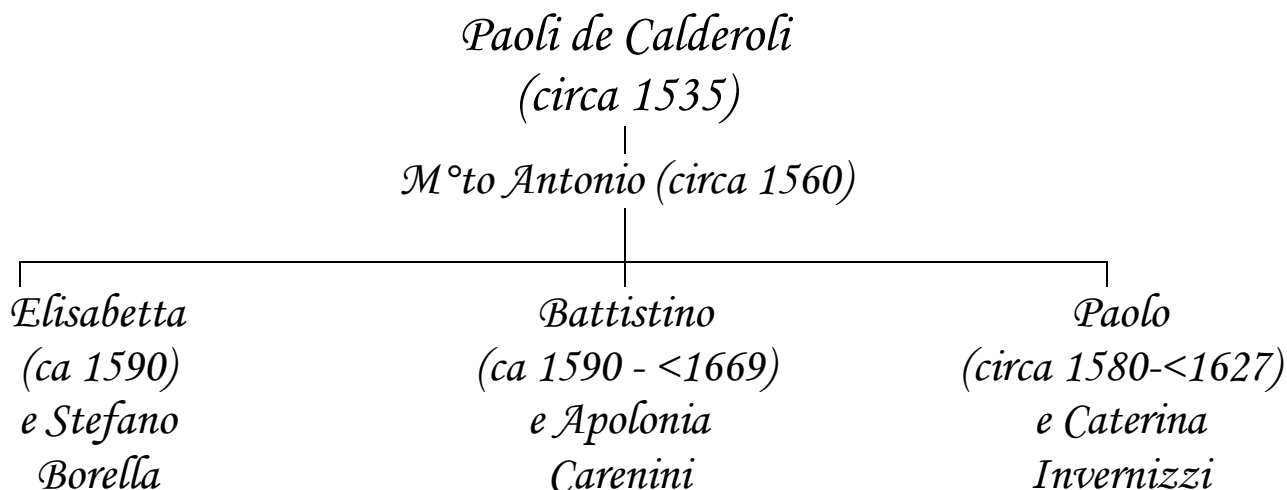 Paoli de Calderoli
(circa 1535)
M°to Antonio (circa 1560)
Elisabetta
(ca 1590)
e Stefano
Borella
Battistino
(ca 1590 - <1669)
e Apolonia
Carenini
Paolo
(circa 1580-<1627)
e Caterina
Invernizzi